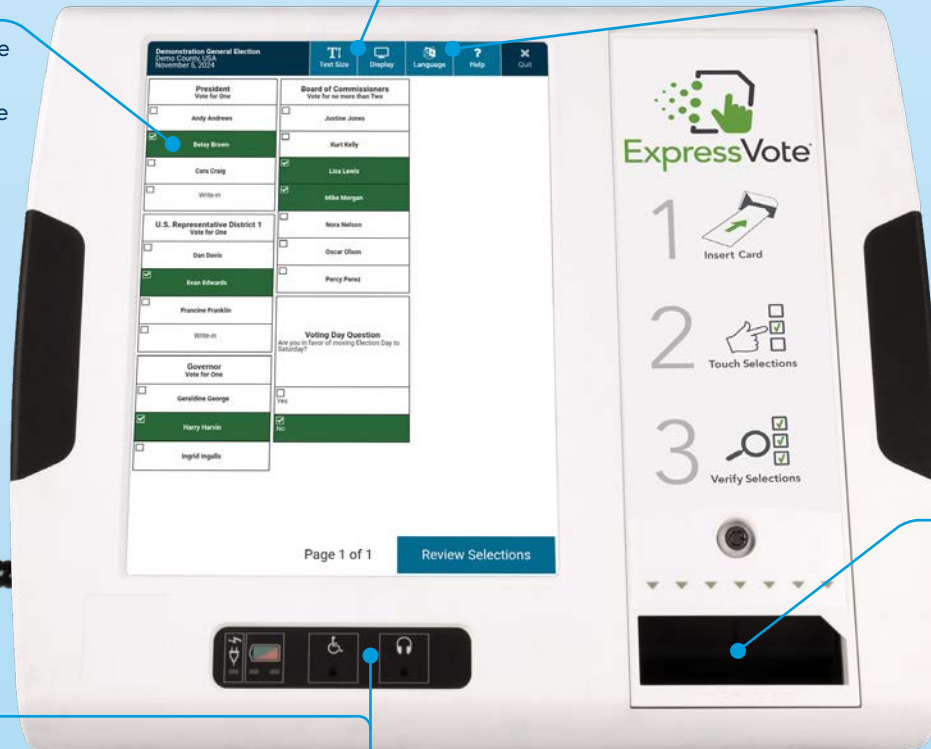 e
e
Demonstration General Election
Demo County, USA
November 5, 2024
Text Size
Display
Language
?
Help
Quit
President
Vote for One
Andy Andrews
Betsy Brown
Cara Craig
Write-in
U.S. Representative District 1
Vote for One
Dan Davis
Evan Edwards
Francine Franklin
Write-in
Governor
Vote for One
Geraldine George
Harry Harvin
Ingrid Ingalls
Board of Commissioners
Vote for no more than Two
Justine Jones
Kurt Kelly
Lisa Lewis
Mike Morgan
Nora Nelson
Oscar Olson
Percy Perez
Voting Day Question
Are you in favor of moving Election Day to
Saturday?
Yes
No
Page 1 of 1
Review Selections
ExpressVote
1
Insert Card
2
Touch Selections
3
Verify Selections